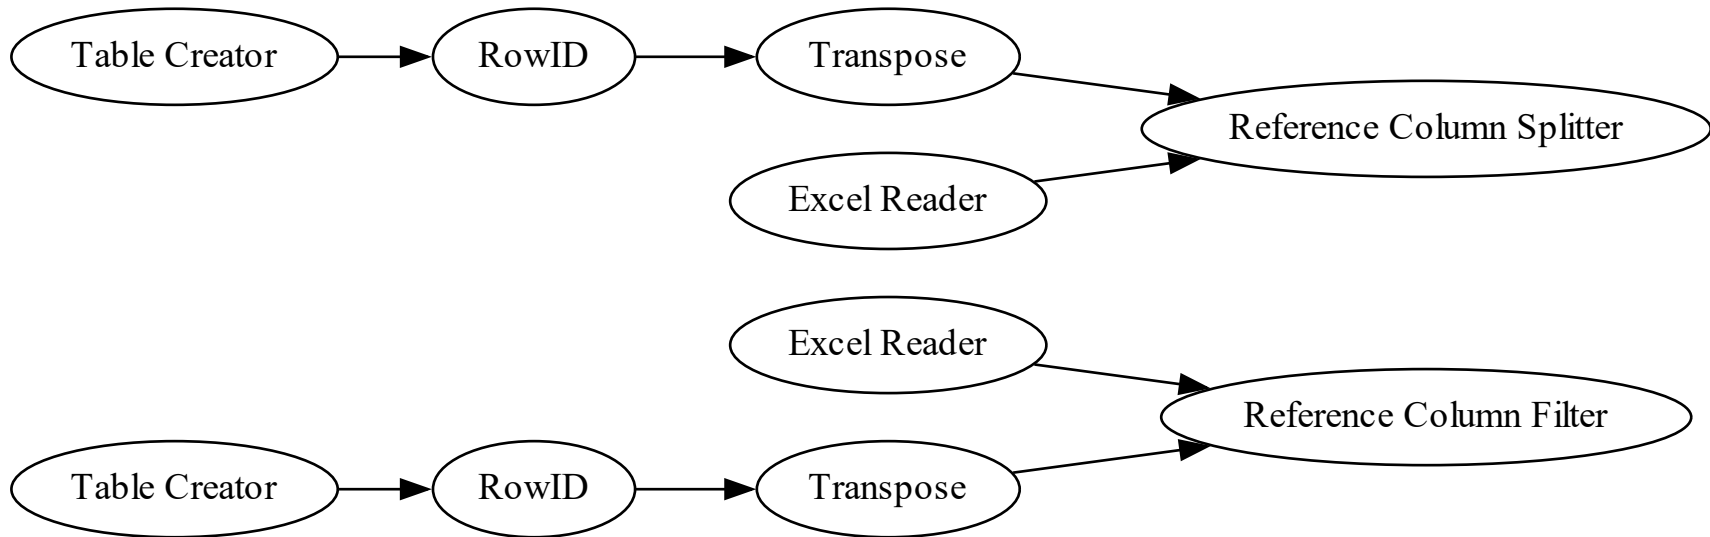 Table Creator
RowID
Transpose
Reference Column Splitter
Excel Reader
Excel Reader
Reference Column Filter
Table Creator
RowID
Transpose